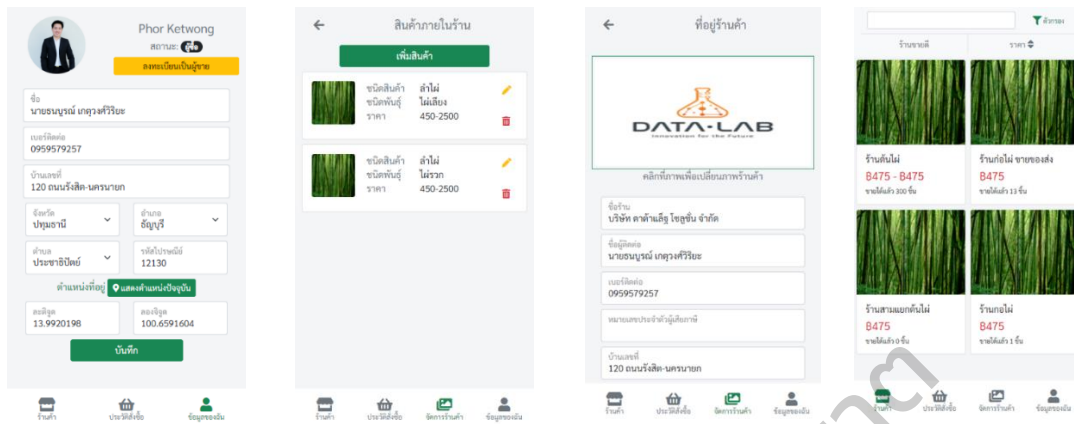 Phor Ketwong
สถานะ: ผู้ซื้อ
ลงทะเบียนเป็นผู้ขาย
ชื่อ
นายธนบูรณ์ เกตุวงศ์วิริยะ
เบอร์ติดต่อ
0959579257
บ้านเลขที่
120 ถนนรังสิต-นครนายก
จังหวัด
ปทุมธานี
อำเภอ
ธัญบุรี
ตำบล
ประชาธิปัตย์
รหัสไปรษณีย์
12130
ตำแหน่งที่อยู่
แสดงตำแหน่งปัจจุบัน
ละติจูด
13.9920198
ลองจิจูด
100.6591604
บันทึก
ร้านค้า
ประวัติสั่งซื้อ
ข้อมูลของฉัน
สินค้าภายในร้าน
เพิ่มสินค้า
ชนิดสินค้า ลำไผ่
ชนิดพันธุ์ ไผ่เลี้ยง
ราคา 450-2500
ชนิดสินค้า ลำไผ่
ชนิดพันธุ์ ไผ่รวก
ราคา 450-2500
ร้านค้า
ประวัติสั่งซื้อ
จัดการร้านค้า
ข้อมูลของฉัน
ที่อยู่ร้านค้า
DATA-LAB
Innovation for the Future
คลิกที่ภาพเพื่อเปลี่ยนภาพร้านค้า
ชื่อร้าน
บริษัท ดาต้าแล็ฐ โซลูชั่น จำกัด
ชื่อผู้ติดต่อ
นายธนบูรณ์ เกตุวงศ์วิริยะ
เบอร์ติดต่อ
0959579257
หมายเลขประจำตัวผู้เสียภาษี
บ้านเลขที่
120 ถนนรังสิต-นครนายก
ร้านค้า
ประวัติสั่งซื้อ
จัดการร้านค้า
ข้อมูลของฉัน
ตัวกรอง
ร้านขายดี
ราคา
ร้านต้นไผ่
฿475 - ฿475
ขายได้แล้ว 300 ชิ้น
ร้านก่อไผ่ ขายของส่ง
฿475
ขายได้แล้ว 13 ชิ้น
ร้านสามแยกต้นไผ่
฿475
ขายได้แล้ว 0 ชิ้น
ร้านกอไผ่
฿475
ขายได้แล้ว 1 ชิ้น
ร้านค้า
ประวัติสั่งซื้อ
จัดการร้านค้า
ข้อมูลของฉัน